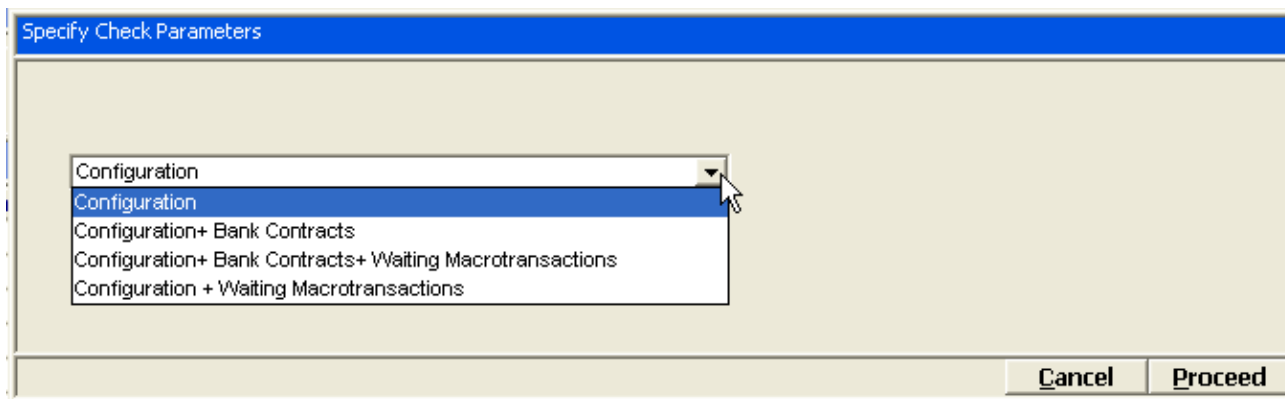 Specify Check Parameters
Configuration
Configuration
Configuration+ Bank Contracts
Configuration+ Bank Contracts+ Waiting Macrotransactions
Configuration + Waiting Macrotransactions
Cancel Proceed